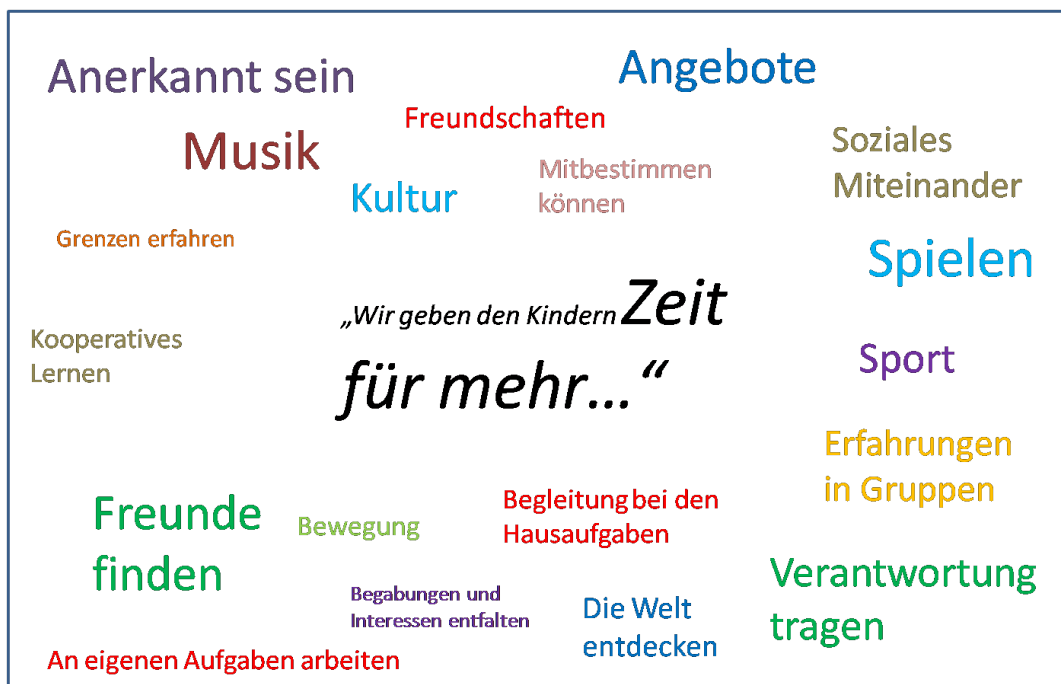 Anerkannt sein
Angebote
Freundschaften
Musik
Soziales
Miteinander
Mitbestimmen
können
Kultur
Grenzen erfahren
Spielen
„Wir geben den Kindern Zeit
für mehr...“
Kooperatives
Lernen
Sport
Erfahrungen
in Gruppen
Freunde
finden
Bewegung
Begleitung bei den
Hausaufgaben
Verantwortung
tragen
Begabungen und
Interessen entfalten
Die Welt
entdecken
An eigenen Aufgaben arbeiten